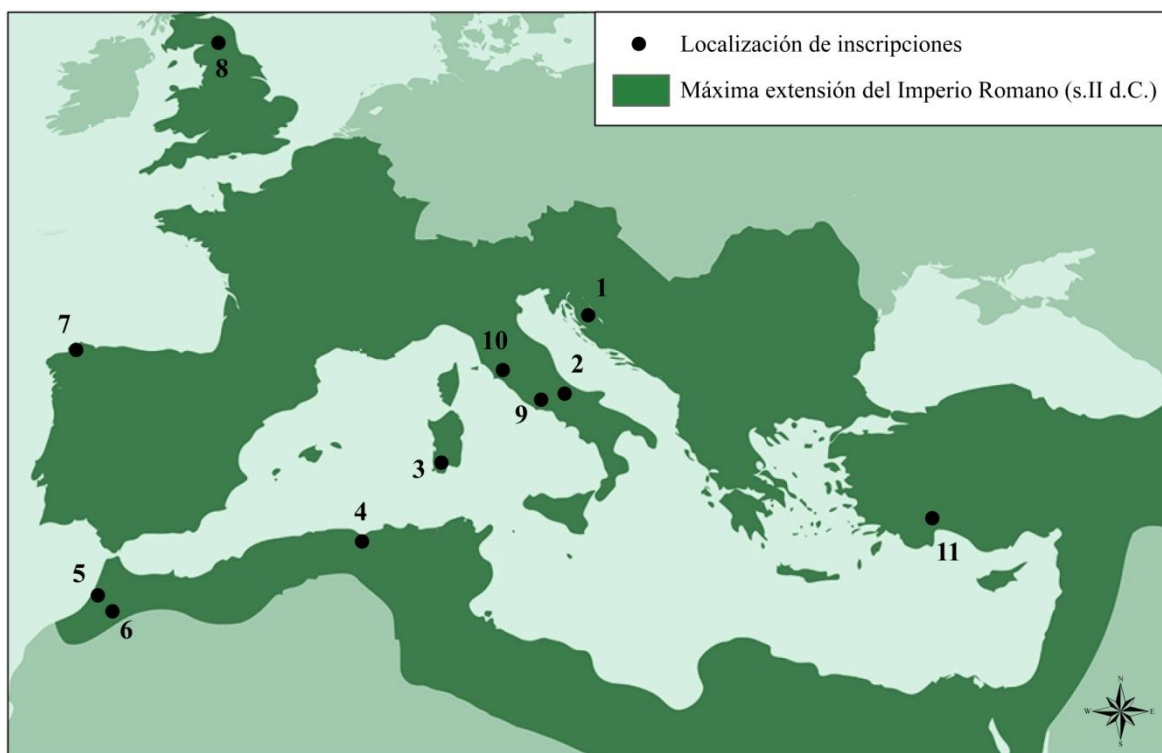 Localización de inscripciones
Máxima extensión del Imperio Romano (s.II d.C.)
8
1
7
10
2
9
3
4
5
6
11
N
W
E
S